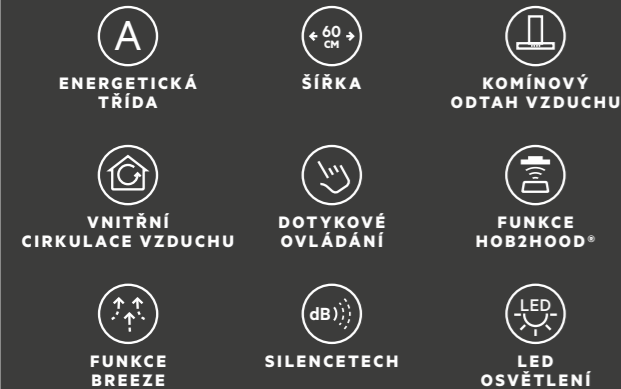 A
ENERGETICKÁ
TŘÍDA
60
CM
ŠÍŘKA
KOMÍNOVÝ
ODTAH VZDUCHU
VNITŘNÍ
CIRKULACE VZDUCHU
DOTYKOVÉ
OVLÁDÁNÍ
FUNKCE
HOB2HOOD®
FUNKCE
BREEZE
dB
SILENCETECH
LED
LED
OSVĚTLENÍ